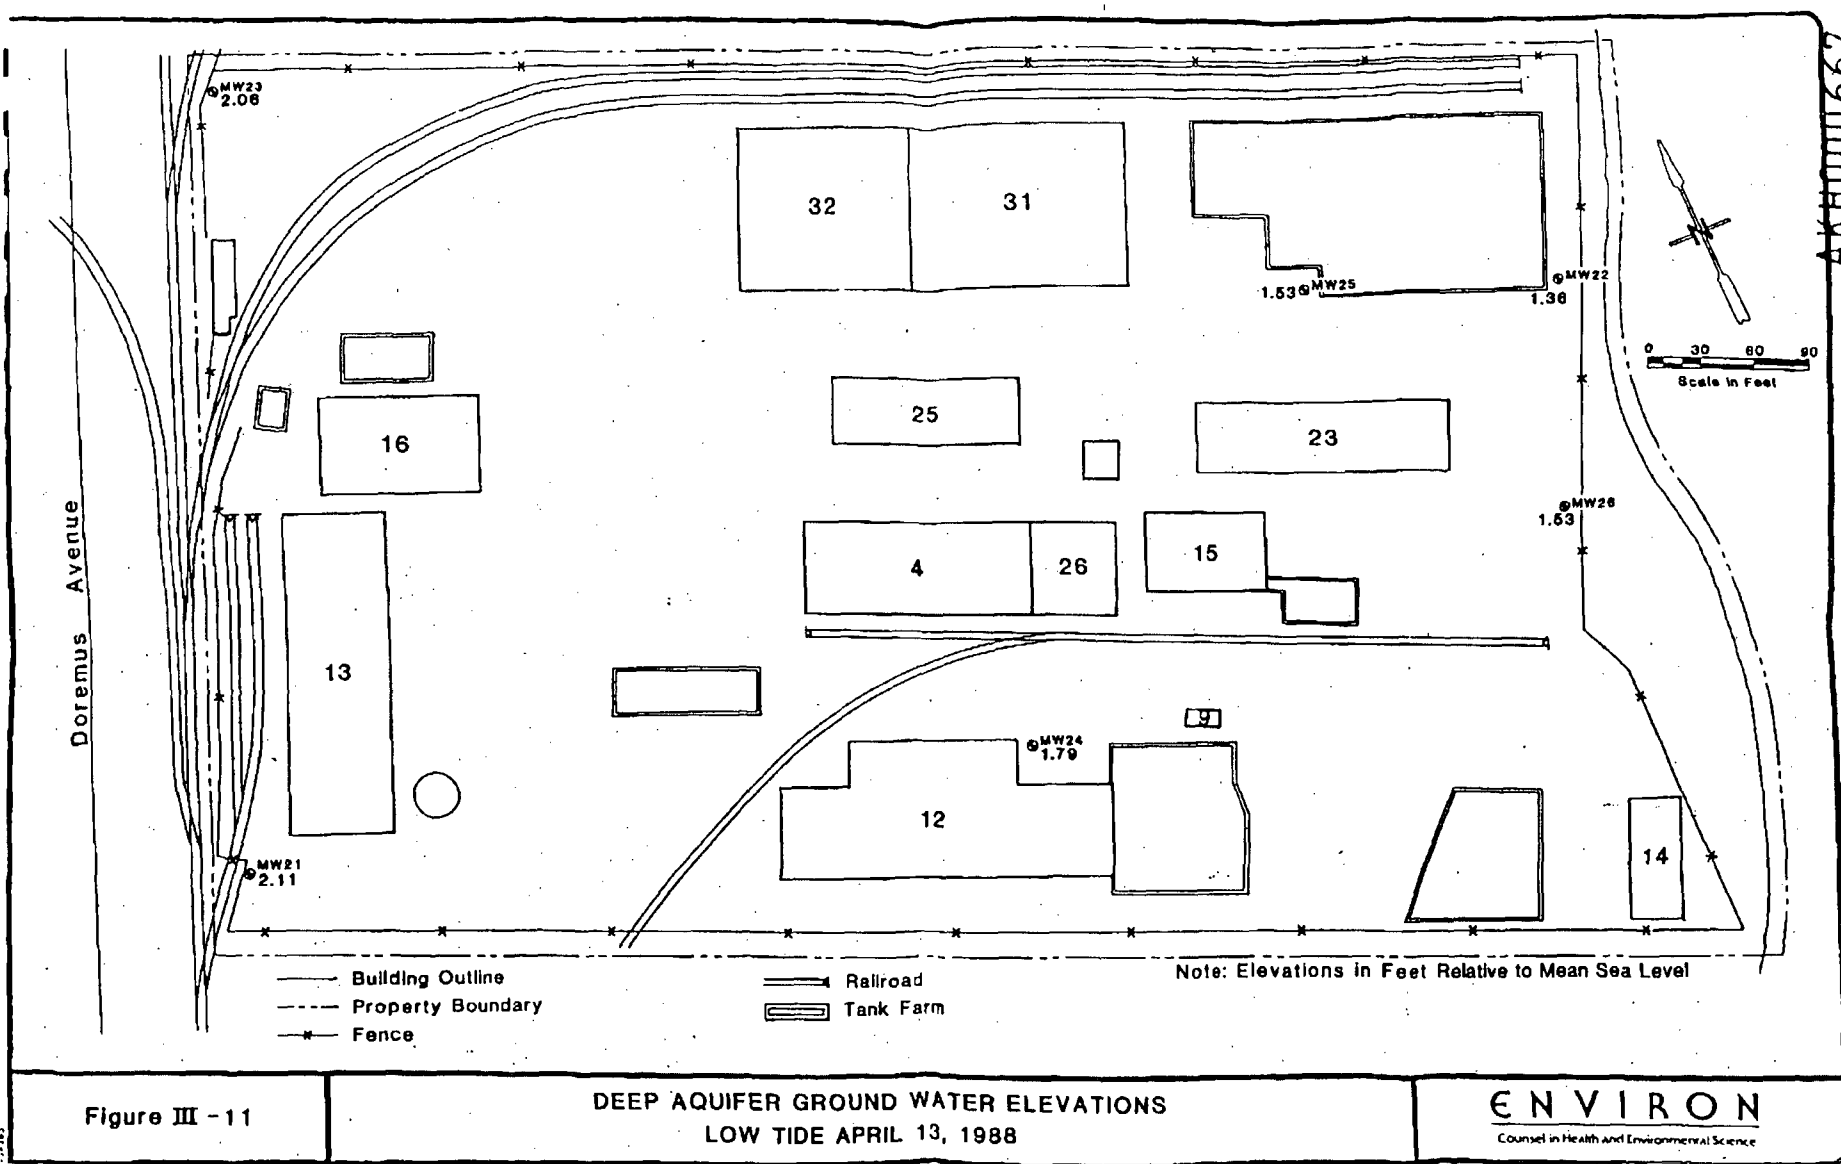 MW23
2.06
AKH000662
32
31
MW25
1.53
MW22
1.36
N
0 30 60 90
Scale in Feet
25
16
23
MW26
1.53
Doremus Avenue
4
26
15
13
9
MW24
1.79
12
14
MW21
2.11
Building Outline
Property Boundary
Fence
Railroad
Tank Farm
Note: Elevations in Feet Relative to Mean Sea Level
Figure III -11
DEEP AQUIFER GROUND WATER ELEVATIONS
LOW TIDE APRIL 13, 1988
ENVIRON
Counsel in Health and Environmental Science